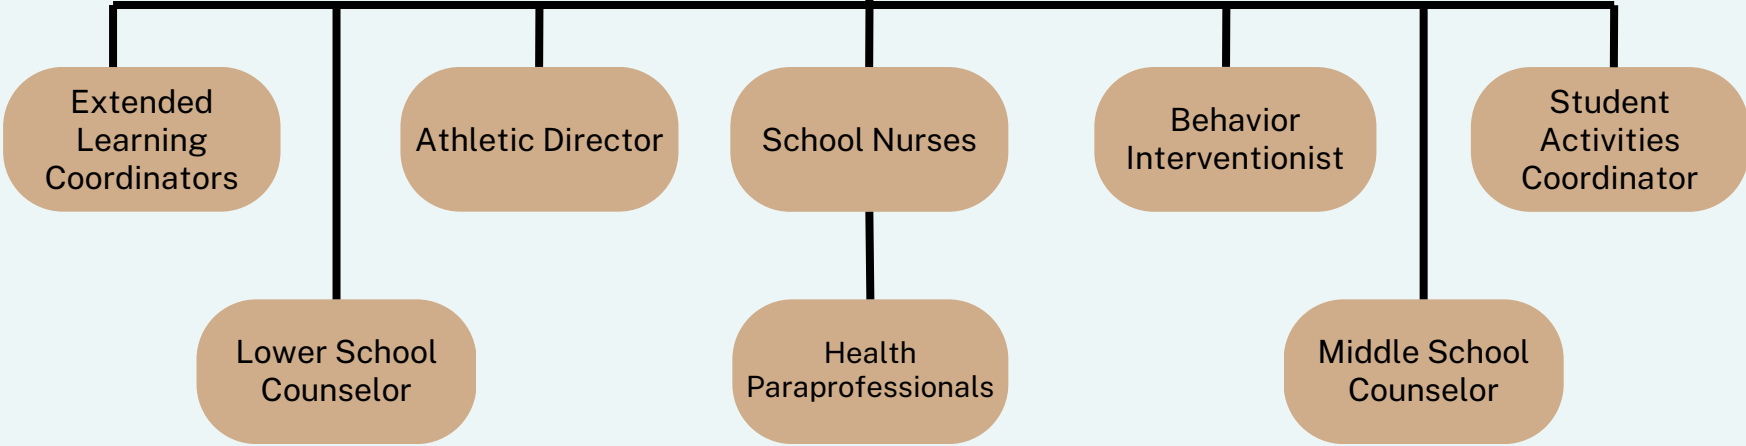 Extended
Learning
Coordinators
Athletic Director
School Nurses
Behavior
Interventionist
Student
Activities
Coordinator
Lower School
Counselor
Health
Paraprofessionals
Middle School
Counselor